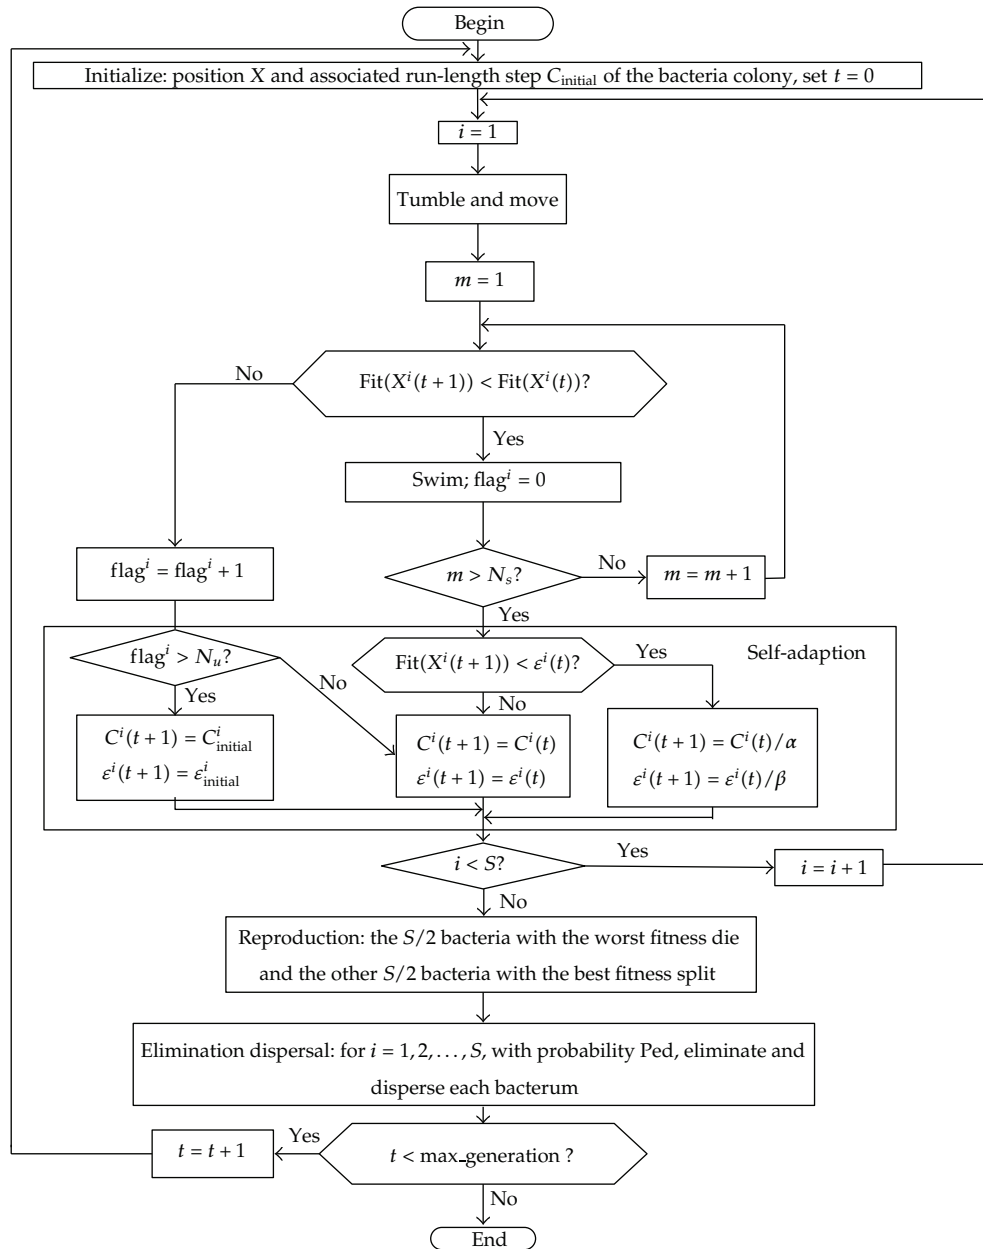 Begin
Initialize: position X and associated run-length step C_initial of the bacteria colony, set t = 0
i = 1
Tumble and move
m = 1
No
Fit(X^i(t + 1)) < Fit(X^i(t))?
Yes
Swim; flag^i = 0
flag^i = flag^i + 1
m > N_s?
No
m = m + 1
Yes
flag^i > N_u?
Fit(X^i(t + 1)) < ε^i(t)?
Yes
Self-adaption
No
Yes
No
C^i(t + 1) = C^i_initial
ε^i(t + 1) = ε^i_initial
C^i(t + 1) = C^i(t)
ε^i(t + 1) = ε^i(t)
C^i(t + 1) = C^i(t)/α
ε^i(t + 1) = ε^i(t)/β
i < S?
Yes
i = i + 1
No
Reproduction: the S/2 bacteria with the worst fitness die
and the other S/2 bacteria with the best fitness split
Elimination dispersal: for i = 1, 2, . . . , S, with probability Ped, eliminate and
disperse each bacterum
t = t + 1
Yes
t < max_generation ?
No
End